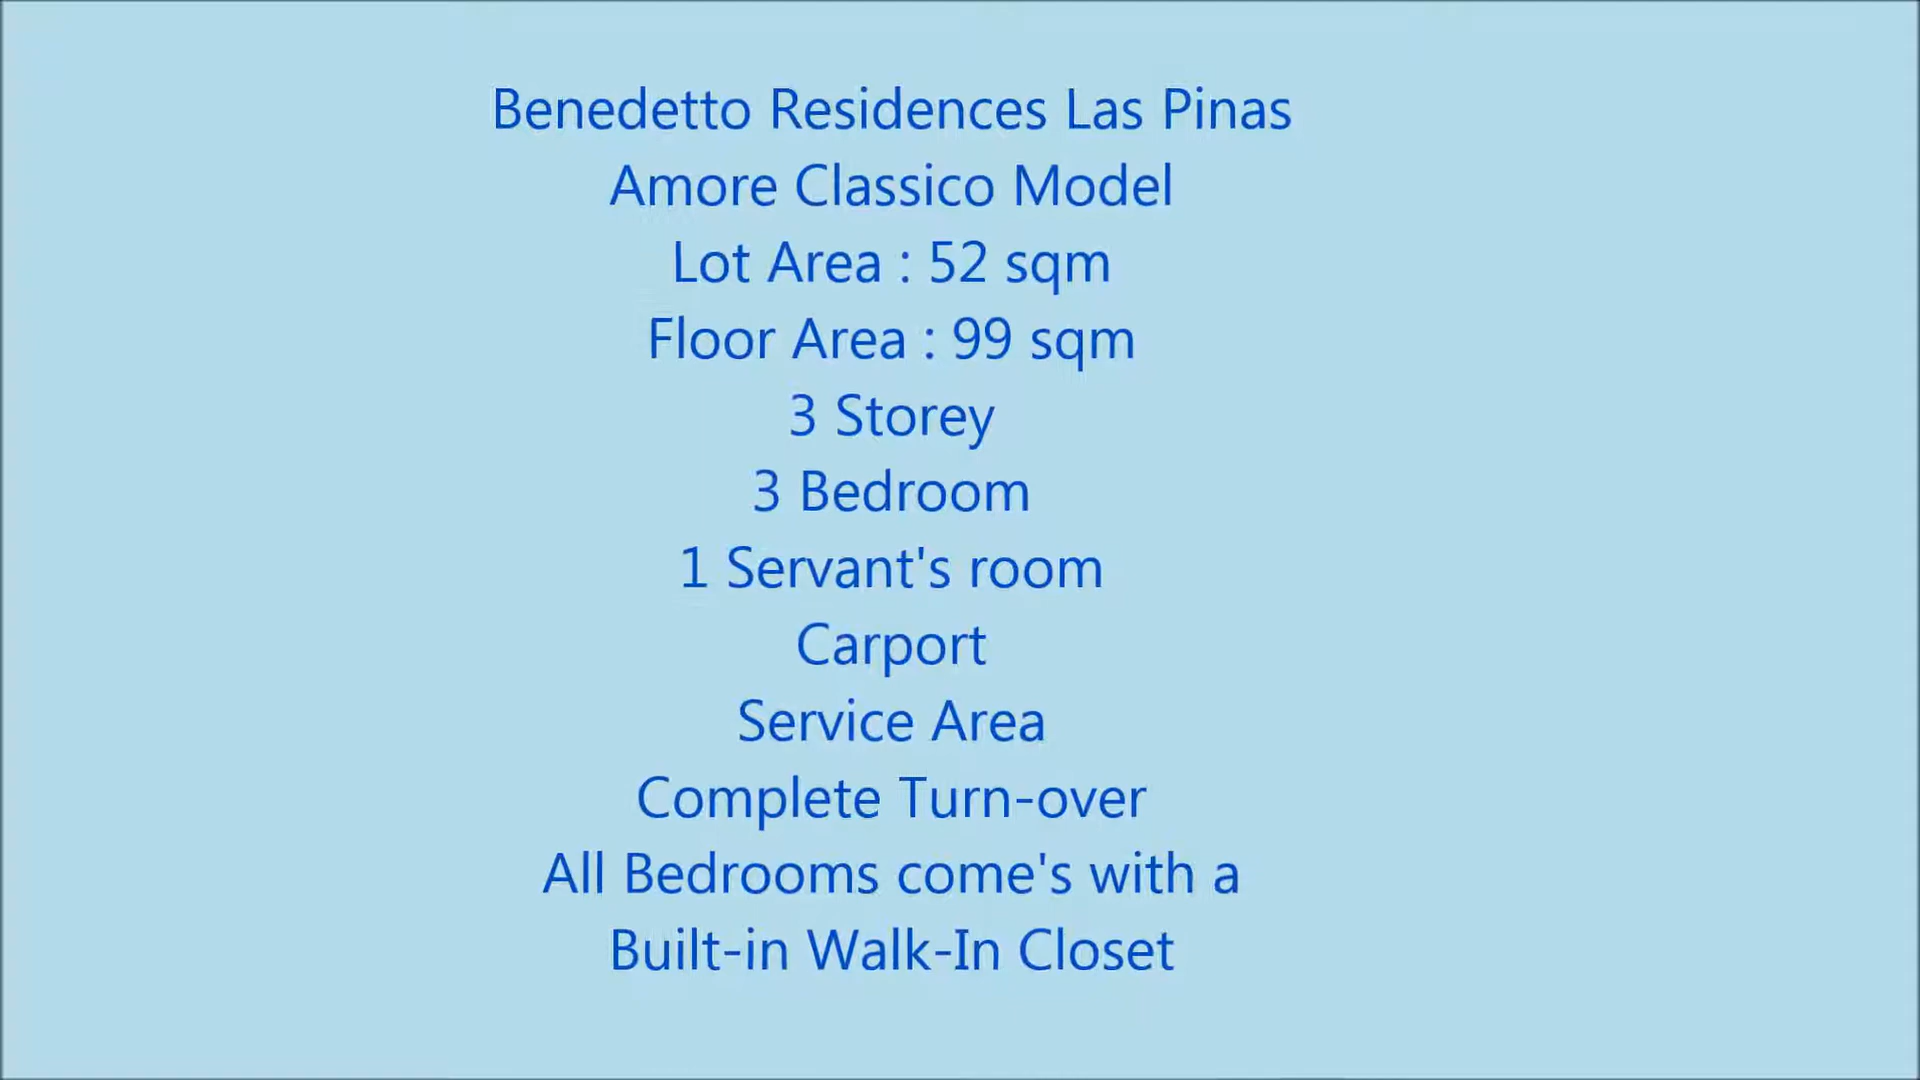 Benedetto Residences Las Pinas
Amore Classico Model
Lot Area : 52 sqm
Floor Area : 99 sqm
3 Storey
3 Bedroom
1 Servant's room
Carport
Service Area
Complete Turn-over
All Bedrooms come's with a
Built-in Walk-In Closet